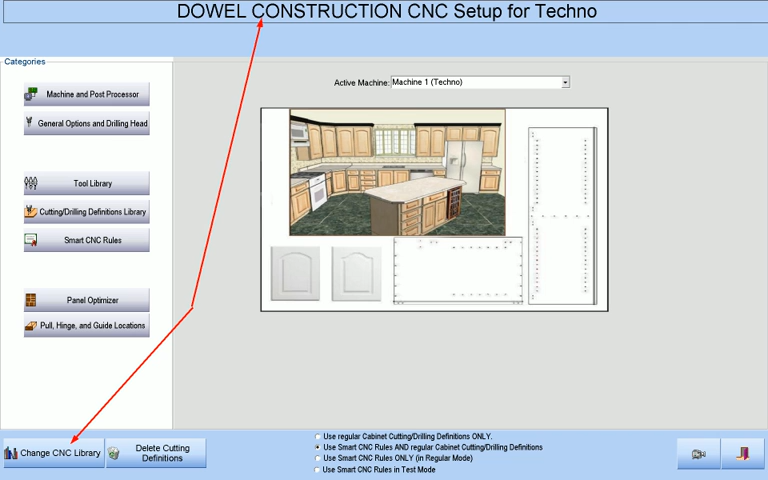 DOWEL CONSTRUCTION CNC Setup for Techno
Categories
Machine and Post Processor
General Options and Drilling Head
Tool Library
Cutting/Drilling Definitions Library
Smart CNC Rules
Panel Optimizer
Pull, Hinge, and Guide Locations
Active Machine:
Machine 1 (Techno)
Change CNC Library
Delete Cutting
Definitions
Use regular Cabinet Cutting/Drilling Definitions ONLY.
Use Smart CNC Rules AND regular Cabinet Cutting/Drilling Definitions
Use Smart CNC Rules ONLY (in Regular Mode)
Use Smart CNC Rules in Test Mode